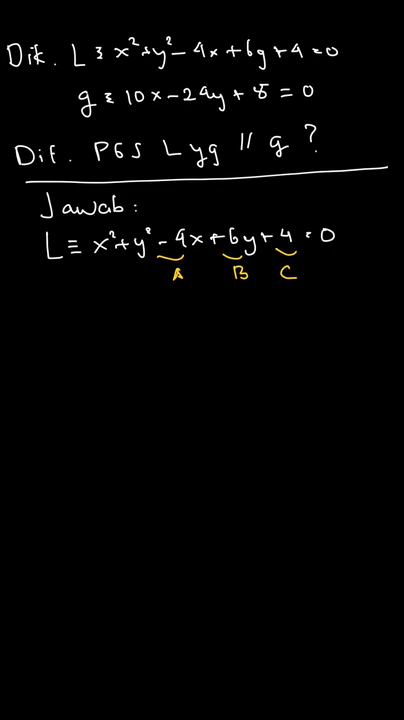 Dik. L ≡ x²+y²-4x+6y+4=0
g ≡ 10x-24y+8=0
Dit. PGS L yg // g ?
Jawab:
L ≡ x²+y²-4x+6y+4=0
A B C